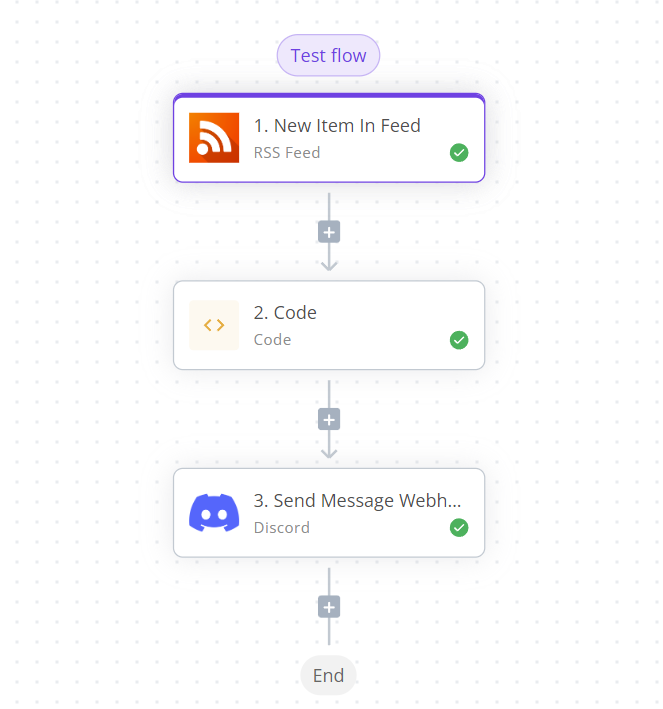 Test flow
1. New Item In Feed
RSS Feed
2. Code
Code
3. Send Message Webh...
Discord
End